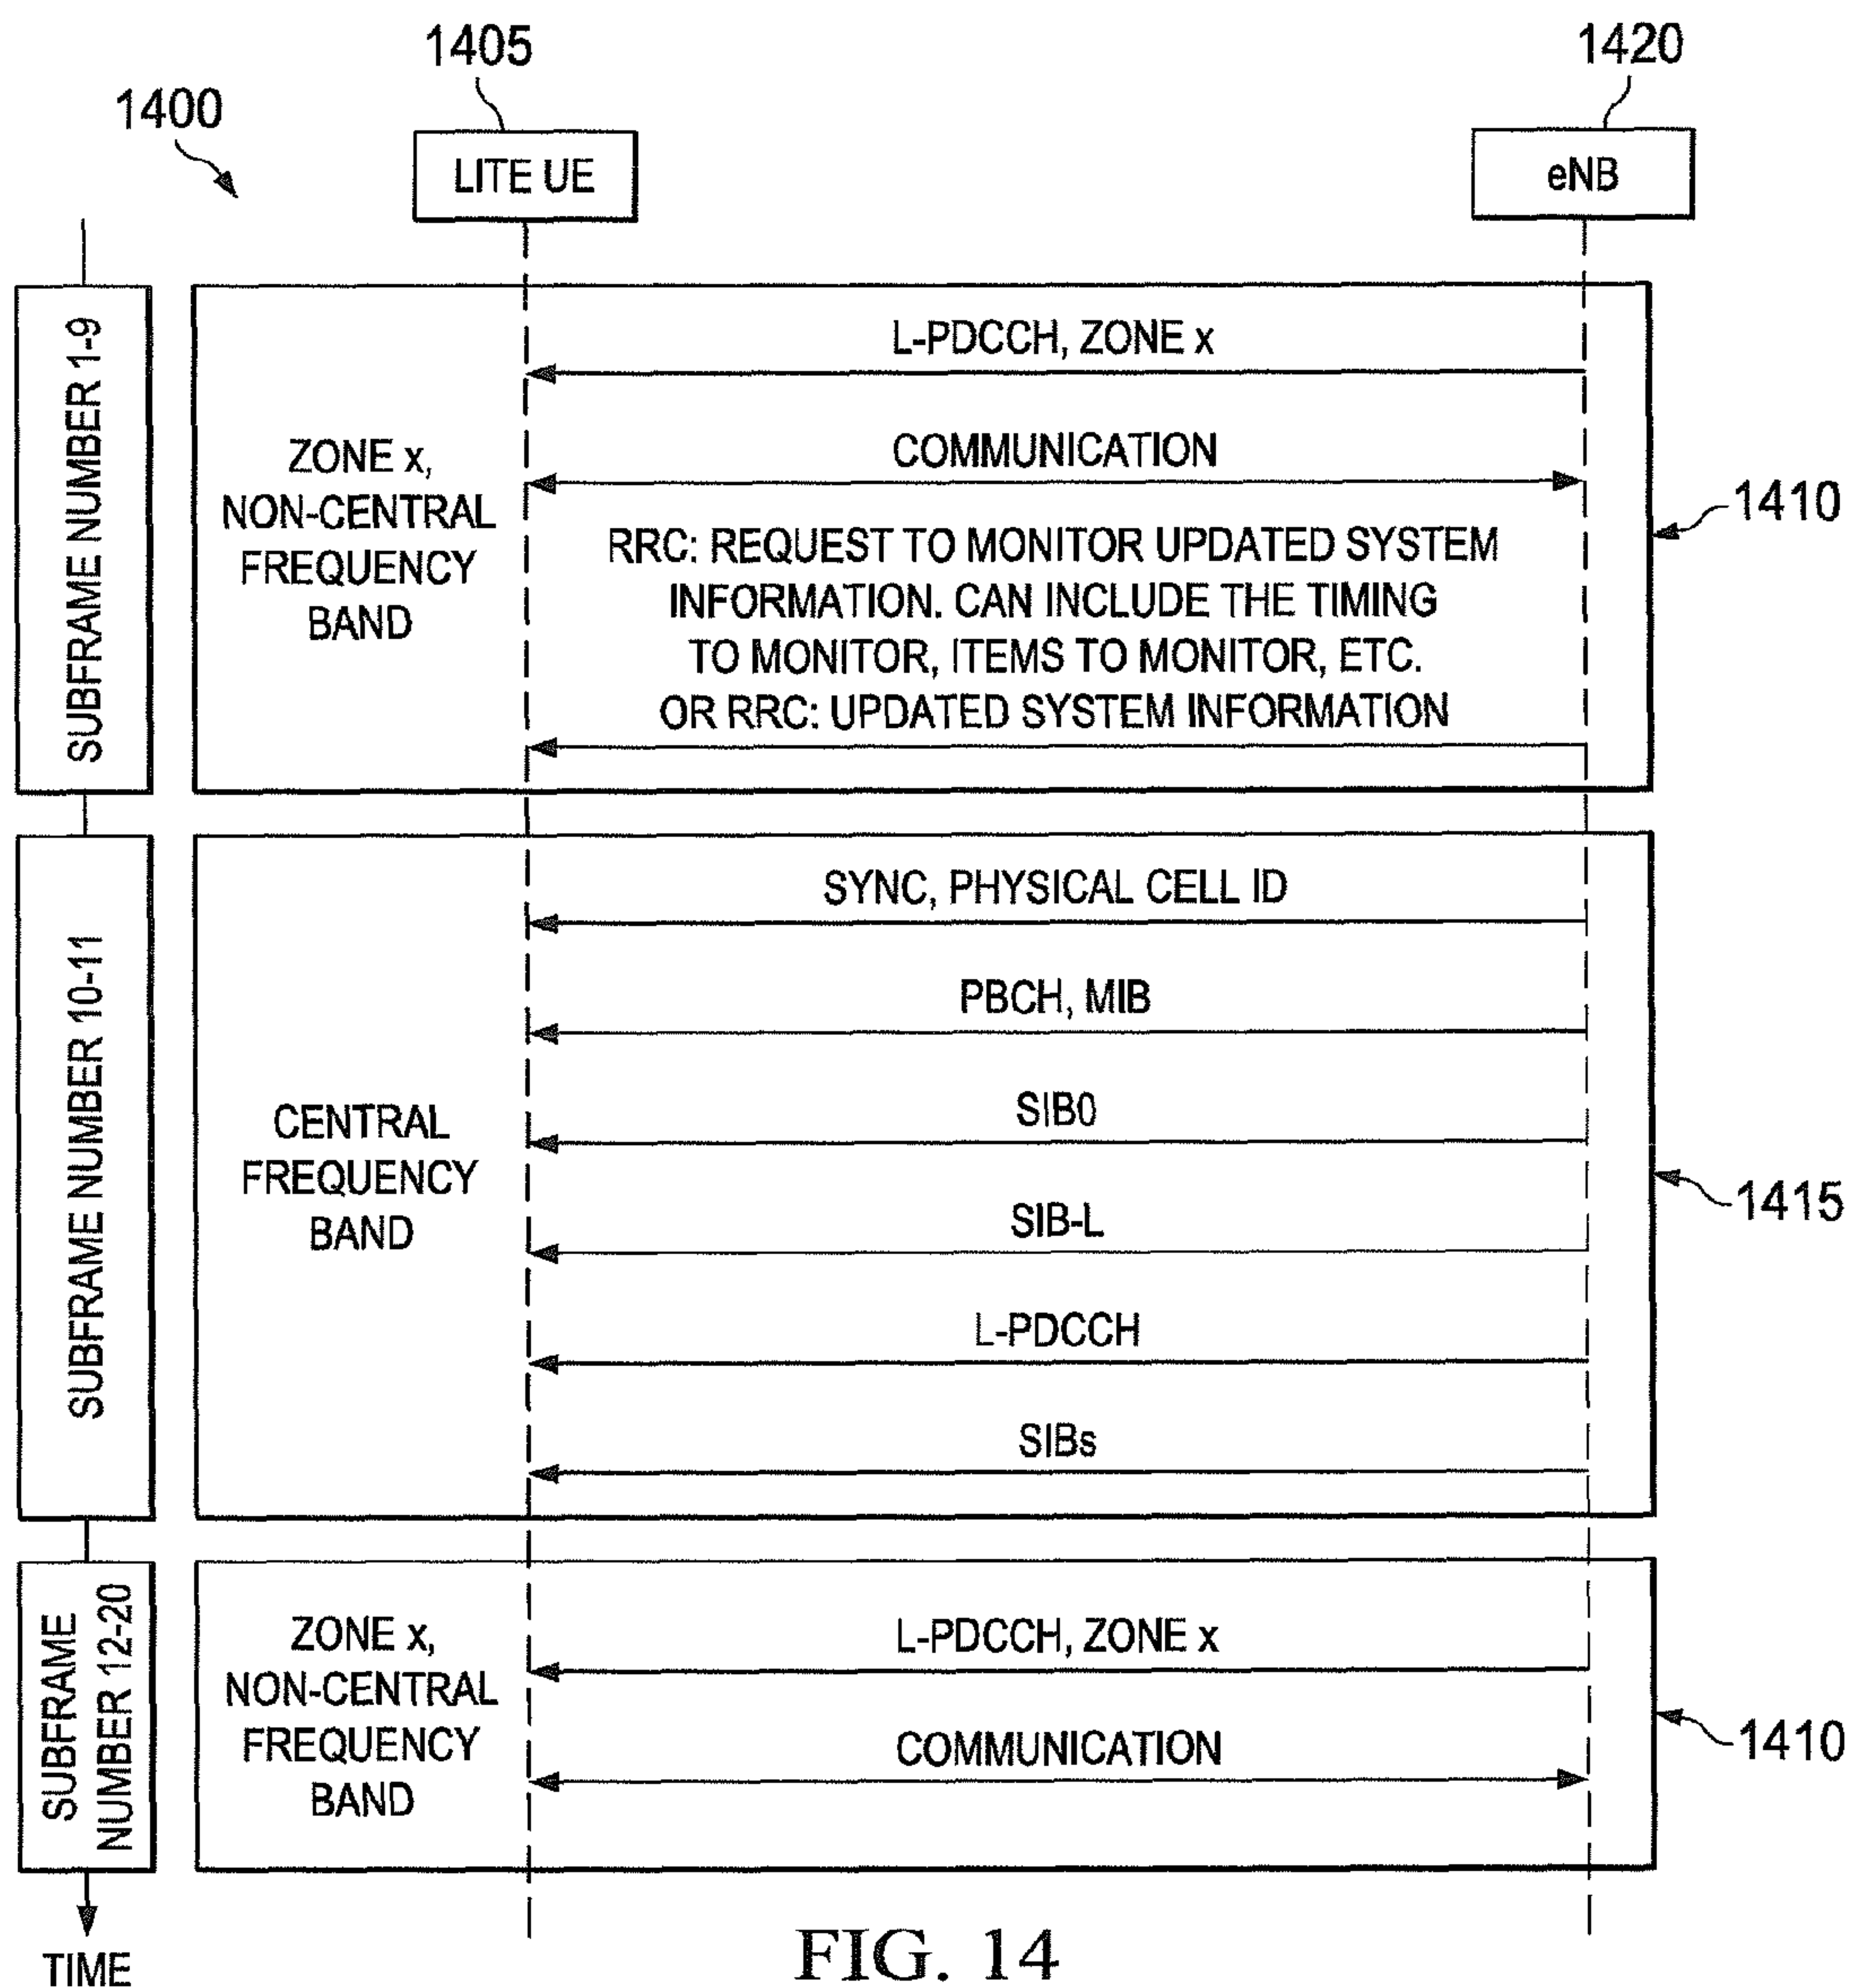 1405
1420
1400
LITE UE
eNB
SUBFRAME NUMBER 1-9
ZONE x,
NON-CENTRAL
FREQUENCY
BAND
L-PDCCH, ZONE x
COMMUNICATION
RRC: REQUEST TO MONITOR UPDATED SYSTEM
INFORMATION. CAN INCLUDE THE TIMING
TO MONITOR, ITEMS TO MONITOR, ETC.
OR RRC: UPDATED SYSTEM INFORMATION
1410
SUBFRAME NUMBER 10-11
CENTRAL
FREQUENCY
BAND
SYNC, PHYSICAL CELL ID
PBCH, MIB
SIB0
SIB-L
L-PDCCH
SIBs
1415
SUBFRAME
NUMBER 12-20
ZONE x,
NON-CENTRAL
FREQUENCY
BAND
L-PDCCH, ZONE x
COMMUNICATION
1410
TIME
FIG. 14